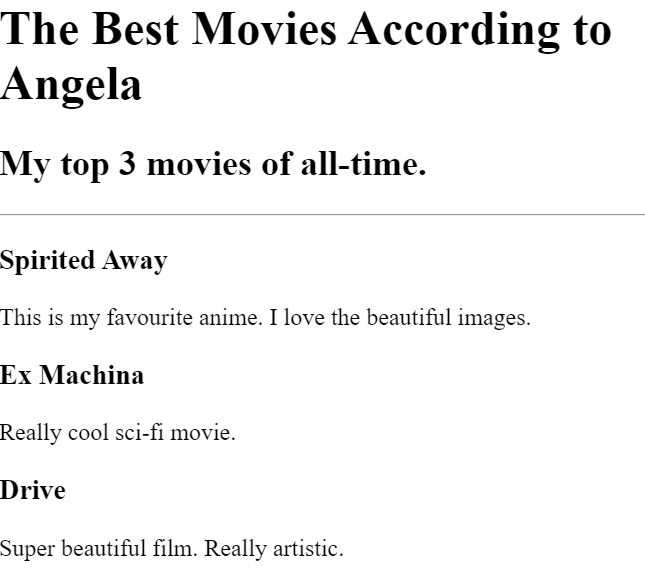 The Best Movies According to
Angela
My top 3 movies of all-time.
Spirited Away
This is my favourite anime. I love the beautiful images.
Ex Machina
Really cool sci-fi movie.
Drive
Super beautiful film. Really artistic.